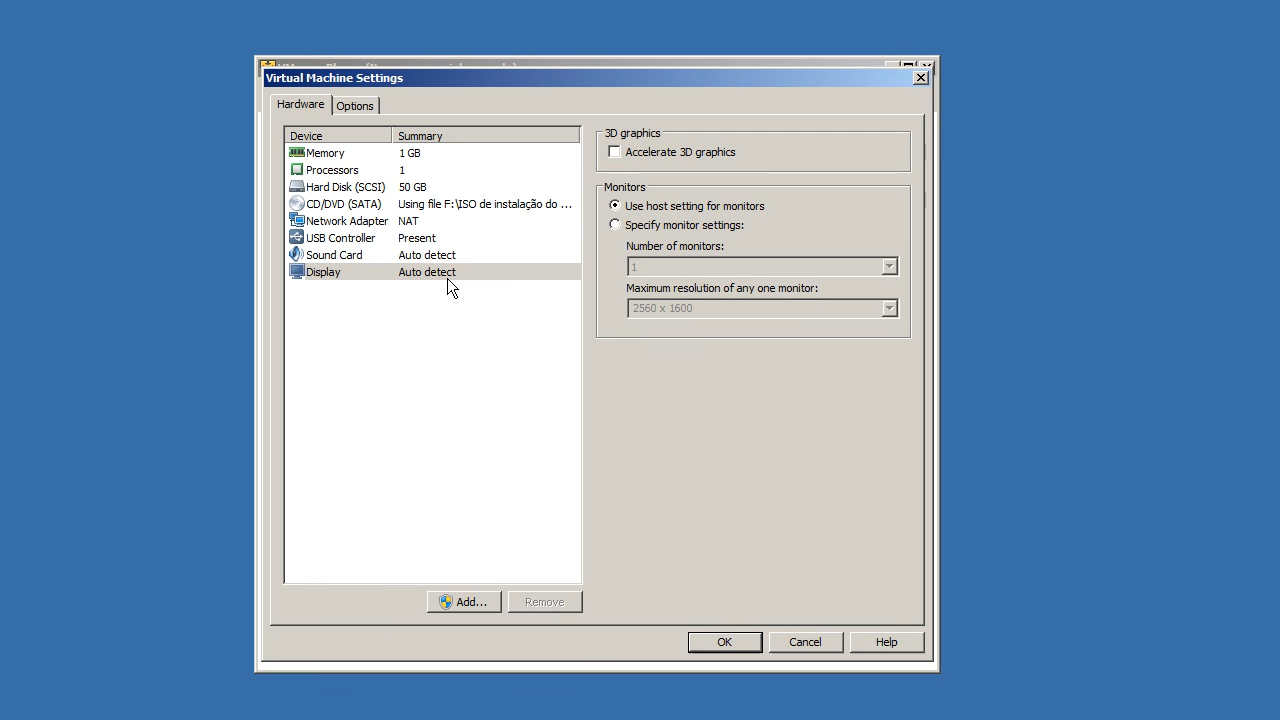 Virtual Machine Settings
Hardware
Options
Device Summary
Memory 1 GB
Processors 1
Hard Disk (SCSI) 50 GB
CD/DVD (SATA) Using file F:\ISO de instalação do ...
Network Adapter NAT
USB Controller Present
Sound Card Auto detect
Display Auto detect
Add...
Remove
3D graphics
Accelerate 3D graphics
Monitors
Use host setting for monitors
Specify monitor settings:
Number of monitors:
1
Maximum resolution of any one monitor:
2560 x 1600
OK
Cancel
Help